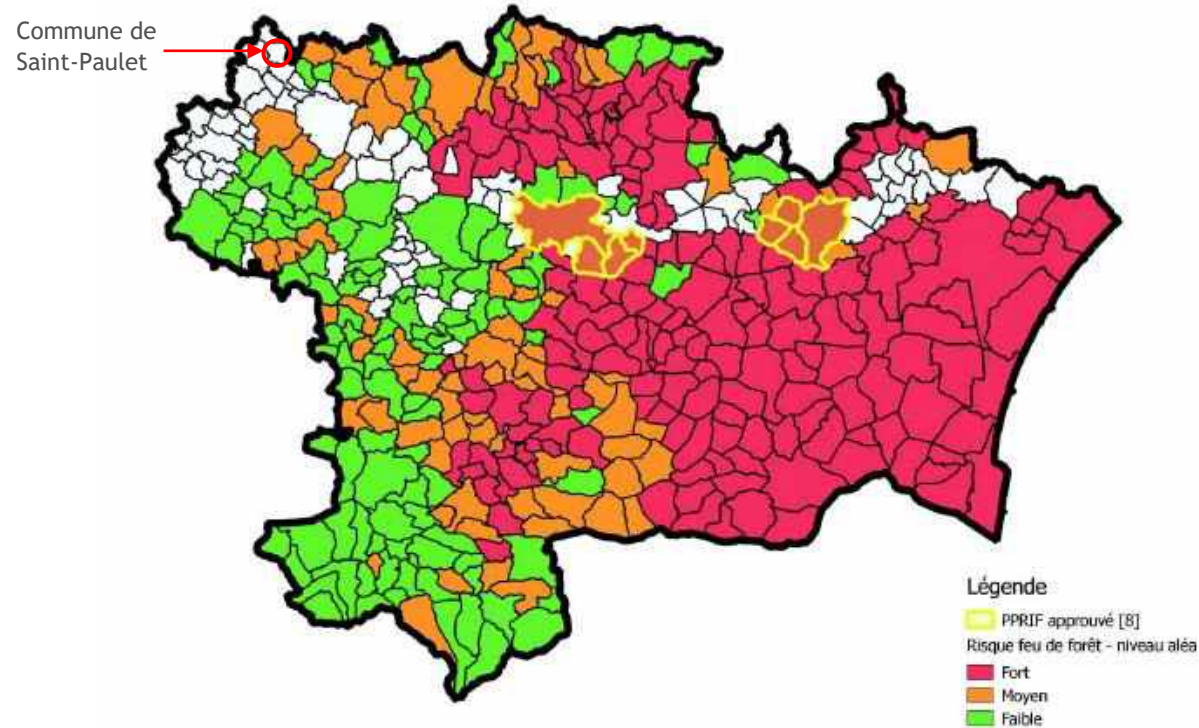 Commune de
Saint-Paulet
Légende
PPRIF approuvé [8]
Risque feu de forêt - niveau aléa
Fort
Moyen
Faible